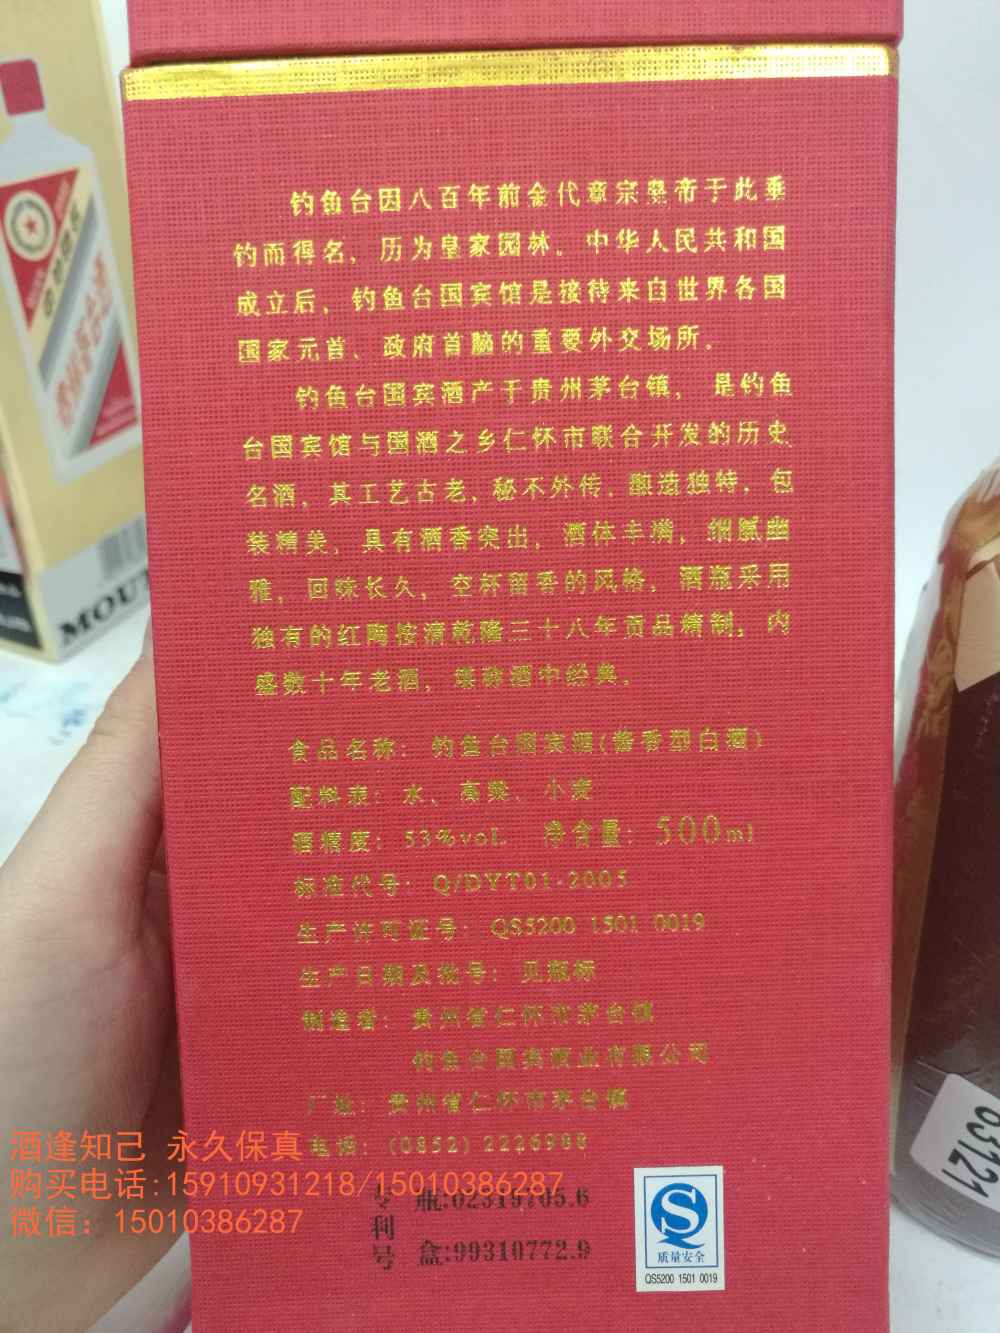 钓鱼台因八百年前金代章宗皇帝于此垂
钓而得名，历为皇家园林。中华人民共和国
成立后，钓鱼台国宾馆是接待来自世界各国
国家元首、政府首脑的重要外交场所。
钓鱼台国宾酒产于贵州茅台镇，是钓鱼
台国宾馆与国酒之乡仁怀市联合开发的历史
名酒，其工艺古老，秘不外传，酿造独特，包
装精美，具有酒香突出，酒体丰满，细腻幽
雅，回味长久，空杯留香的风格，酒瓶采用
独有的红陶按清乾隆三十八年贡品精制，内
盛数十年老酒，堪称酒中经典。
食品名称：钓鱼台国宾酒(酱香型白酒)
配料表：水、高粱、小麦
酒精度：53%voL 净含量：500ml
标准代号：Q/DYT01·2005
生产许可证号：QS5200 1501 0019
生产日期及批号：见瓶标
制造者：贵州省仁怀市茅台镇
钓鱼台国宾酒业有限公司
厂址：贵州省仁怀市茅台镇
电话：(0852) 2226988
专利号
瓶:02319705.6
盒:99310772.9
质量安全
QS5200 1501 0019
MOU
63121
酒逢知己 永久保真
购买电话:15910931218/15010386287
微信：15010386287